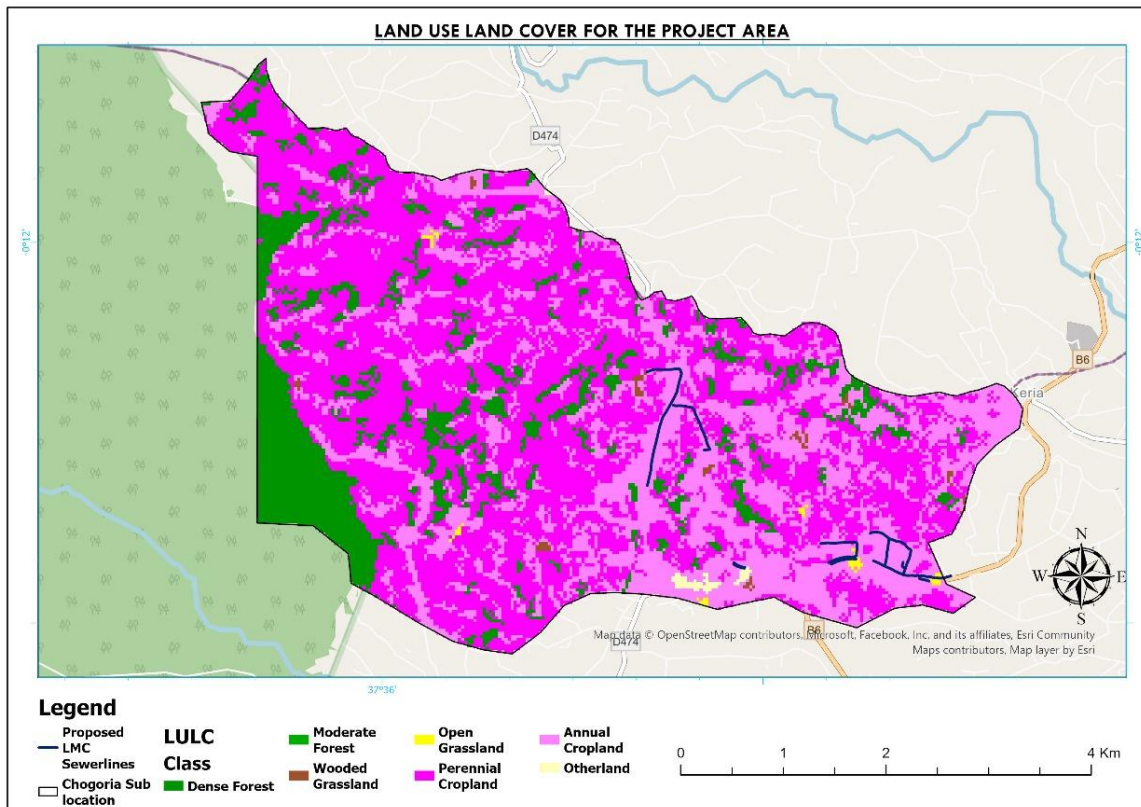 LAND USE LAND COVER FOR THE PROJECT AREA
D474
-0°12'
-0°12'
B6
Keria
N
W
E
S
B6
D474
Map data © OpenStreetMap contributors, Microsoft, Facebook, Inc. and its affiliates, Esri Community
Maps contributors, Map layer by Esri
37°36'
Legend
Proposed
LMC
Sewerlines
Chogoria Sub
location
LULC
Class
Dense Forest
Moderate
Forest
Wooded
Grassland
Open
Grassland
Perennial
Cropland
Annual
Cropland
Otherland
0 1 2 4 Km